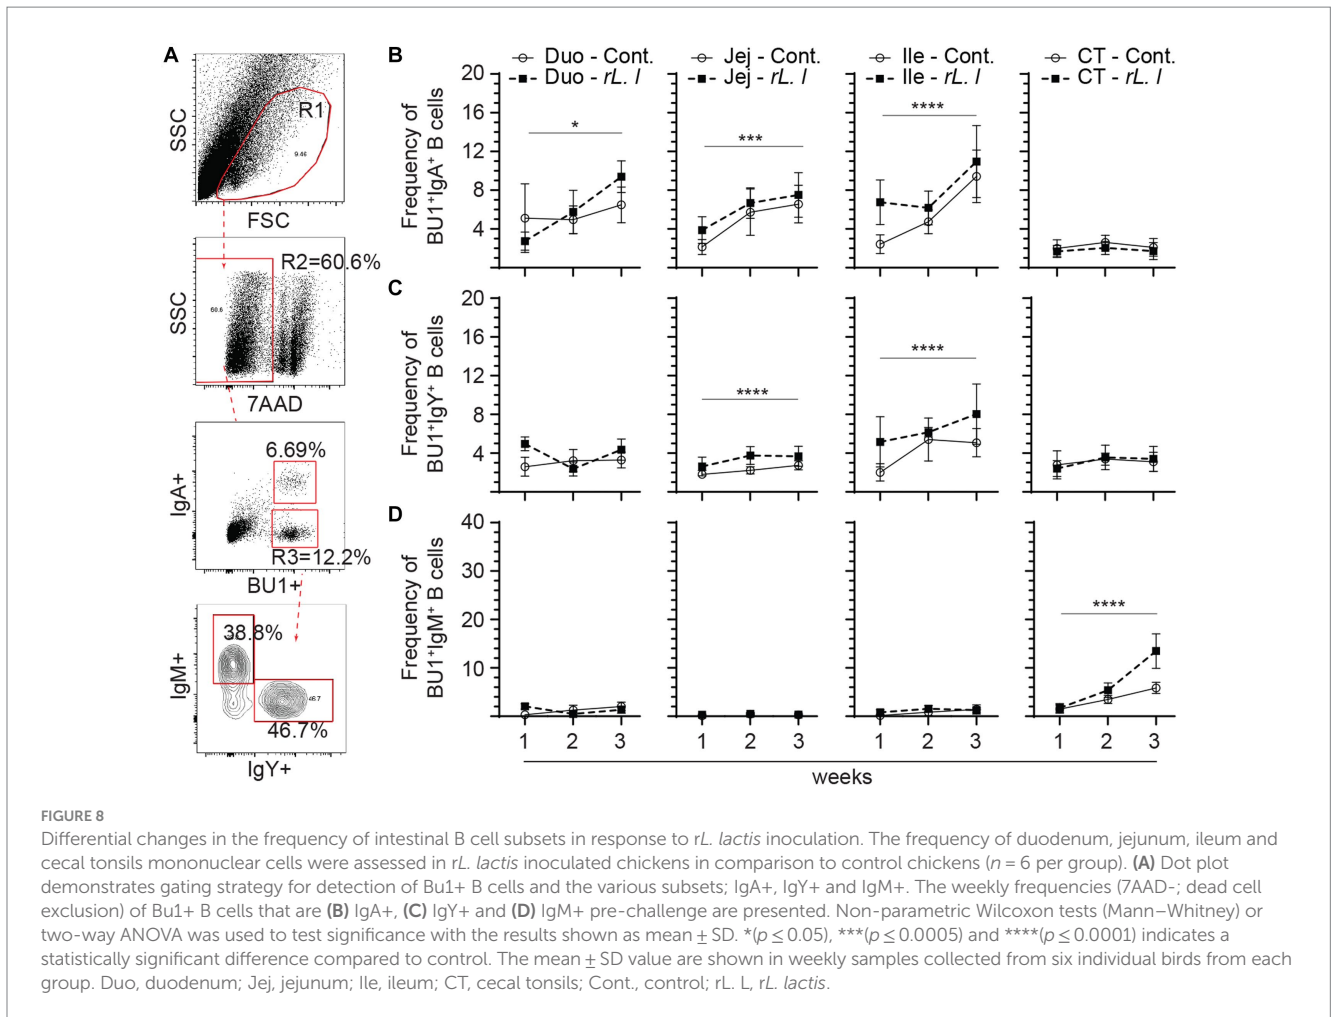 A
SSC
R1
9.46
FSC
SSC
R2=60.6%
60.6
7AAD
IgA+
6.69%
R3=12.2%
BU1+
IgM+
38.8%
46.7
46.7%
IgY+
B
Duo - Cont.
Duo - rL. l
Jej - Cont.
Jej - rL. l
Ile - Cont.
Ile - rL. l
CT - Cont.
CT - rL. l
Frequency of
BU1+IgA+ B cells
20
16
12
8
4
*
***
****
C
Frequency of
BU1+IgY+ B cells
20
16
12
8
4
****
****
D
Frequency of
BU1+IgM+ B cells
40
30
20
10
****
1 2 3 1 2 3 1 2 3 1 2 3
weeks
FIGURE 8
Differential changes in the frequency of intestinal B cell subsets in response to rL. lactis inoculation. The frequency of duodenum, jejunum, ileum and
cecal tonsils mononuclear cells were assessed in rL. lactis inoculated chickens in comparison to control chickens (n = 6 per group). (A) Dot plot
demonstrates gating strategy for detection of Bu1+ B cells and the various subsets; IgA+, IgY+ and IgM+. The weekly frequencies (7AAD-; dead cell
exclusion) of Bu1+ B cells that are (B) IgA+, (C) IgY+ and (D) IgM+ pre-challenge are presented. Non-parametric Wilcoxon tests (Mann–Whitney) or
two-way ANOVA was used to test significance with the results shown as mean ± SD. *(p ≤ 0.05), ***(p ≤ 0.0005) and ****(p ≤ 0.0001) indicates a
statistically significant difference compared to control. The mean ± SD value are shown in weekly samples collected from six individual birds from each
group. Duo, duodenum; Jej, jejunum; Ile, ileum; CT, cecal tonsils; Cont., control; rL. L, rL. lactis.